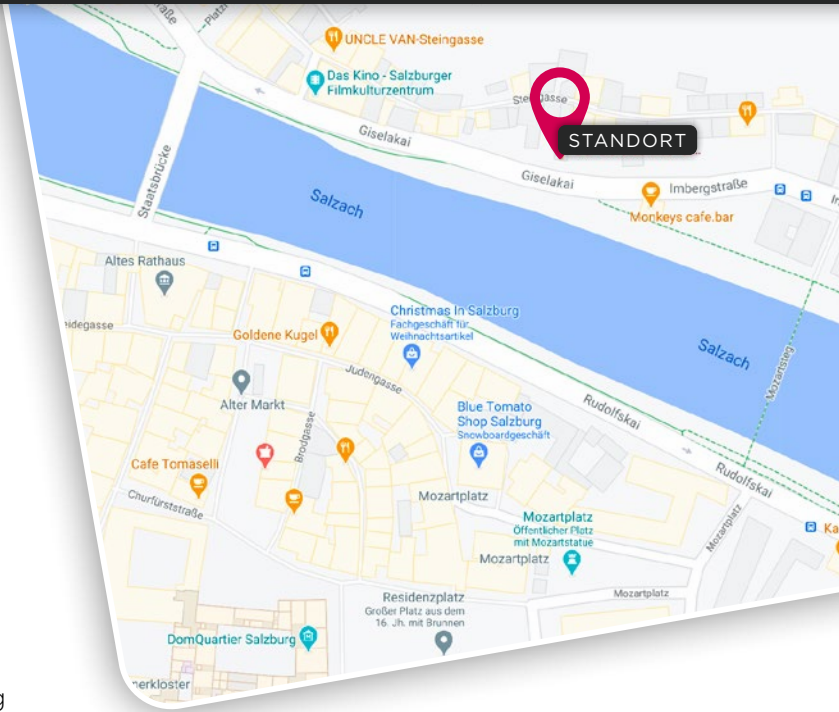 UNCLE VAN-Steingasse
Das Kino - Salzburger
Filmkulturzentrum
STANDORT
Giselakai
Giselakai
Imbergstraße
Monkeys cafe.bar
Staatsbrücke
Salzach
Altes Rathaus
Christmas In Salzburg
Fachgeschäft für
Weihnachtsartikel
Goldene Kugel
Salzach
Mozartsteg
Judengasse
Alter Markt
Blue Tomato
Shop Salzburg
Snowboardgeschäft
Rudolfskai
Brodgasse
Cafe Tomaselli
Rudolfskai
Churfürststraße
Mozartplatz
Mozartplatz
Öffentlicher Platz
mit Mozartstatue
Mozartplatz
Mozartplatz
Mozartplatz
Residenzplatz
Großer Platz aus dem
16. Jh. mit Brunnen
DomQuartier Salzburg